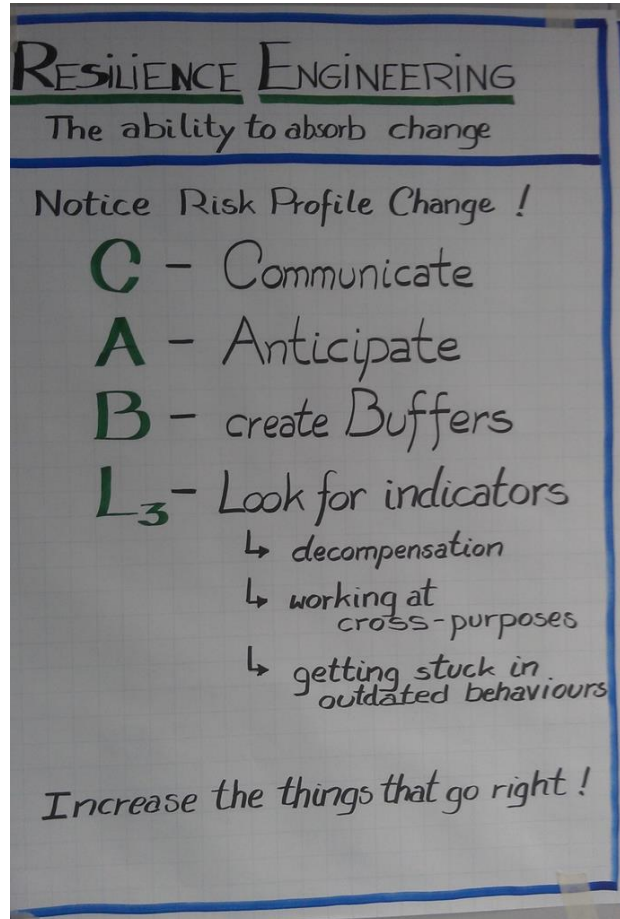 RESILIENCE ENGINEERING
The ability to absorb change
Notice Risk Profile Change !
C - Communicate
A - Anticipate
B - create Buffers
L3 - Look for indicators
↳ decompensation
↳ working at
cross-purposes
↳ getting stuck in
outdated behaviours
Increase the things that go right !